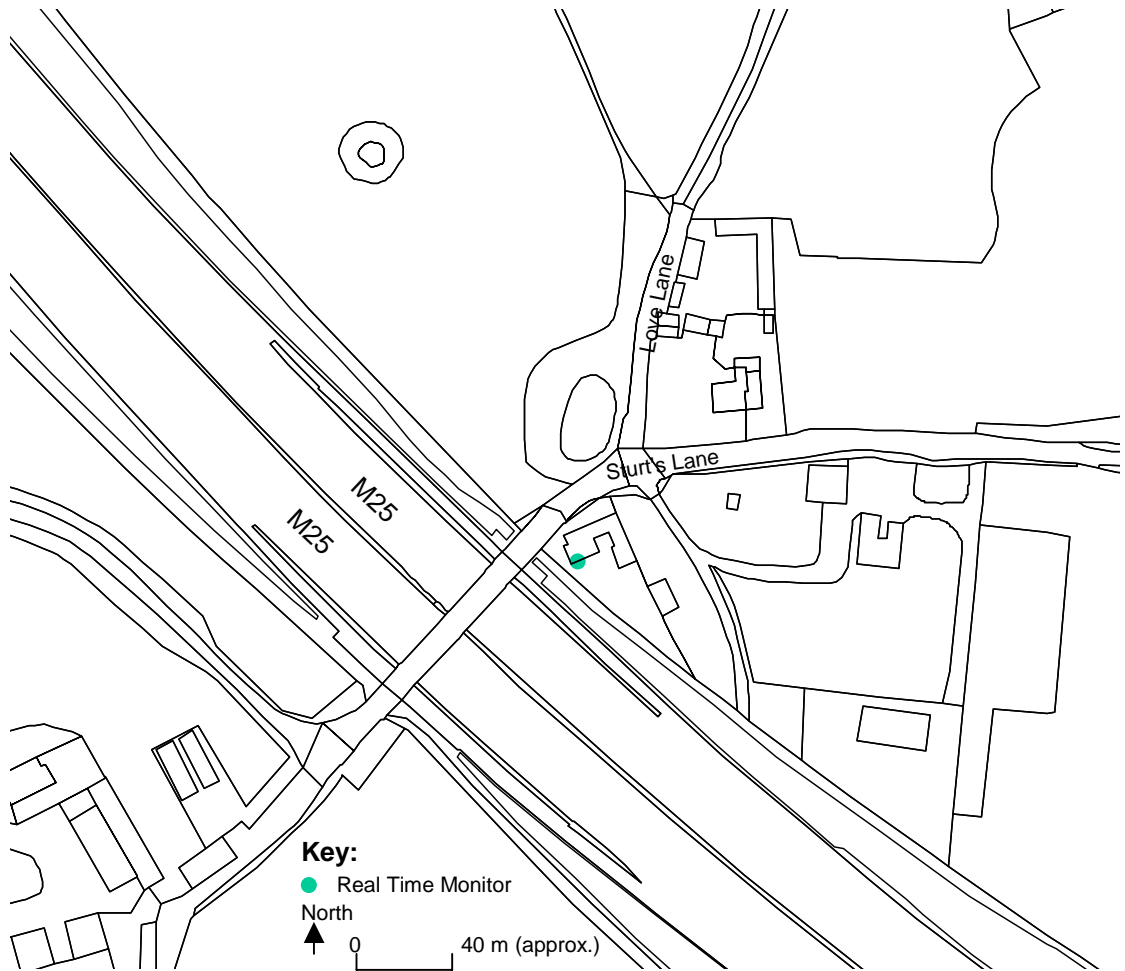 Love Lane
Sturt's Lane
M25
M25
Key:
Real Time Monitor
North
0 40 m (approx.)